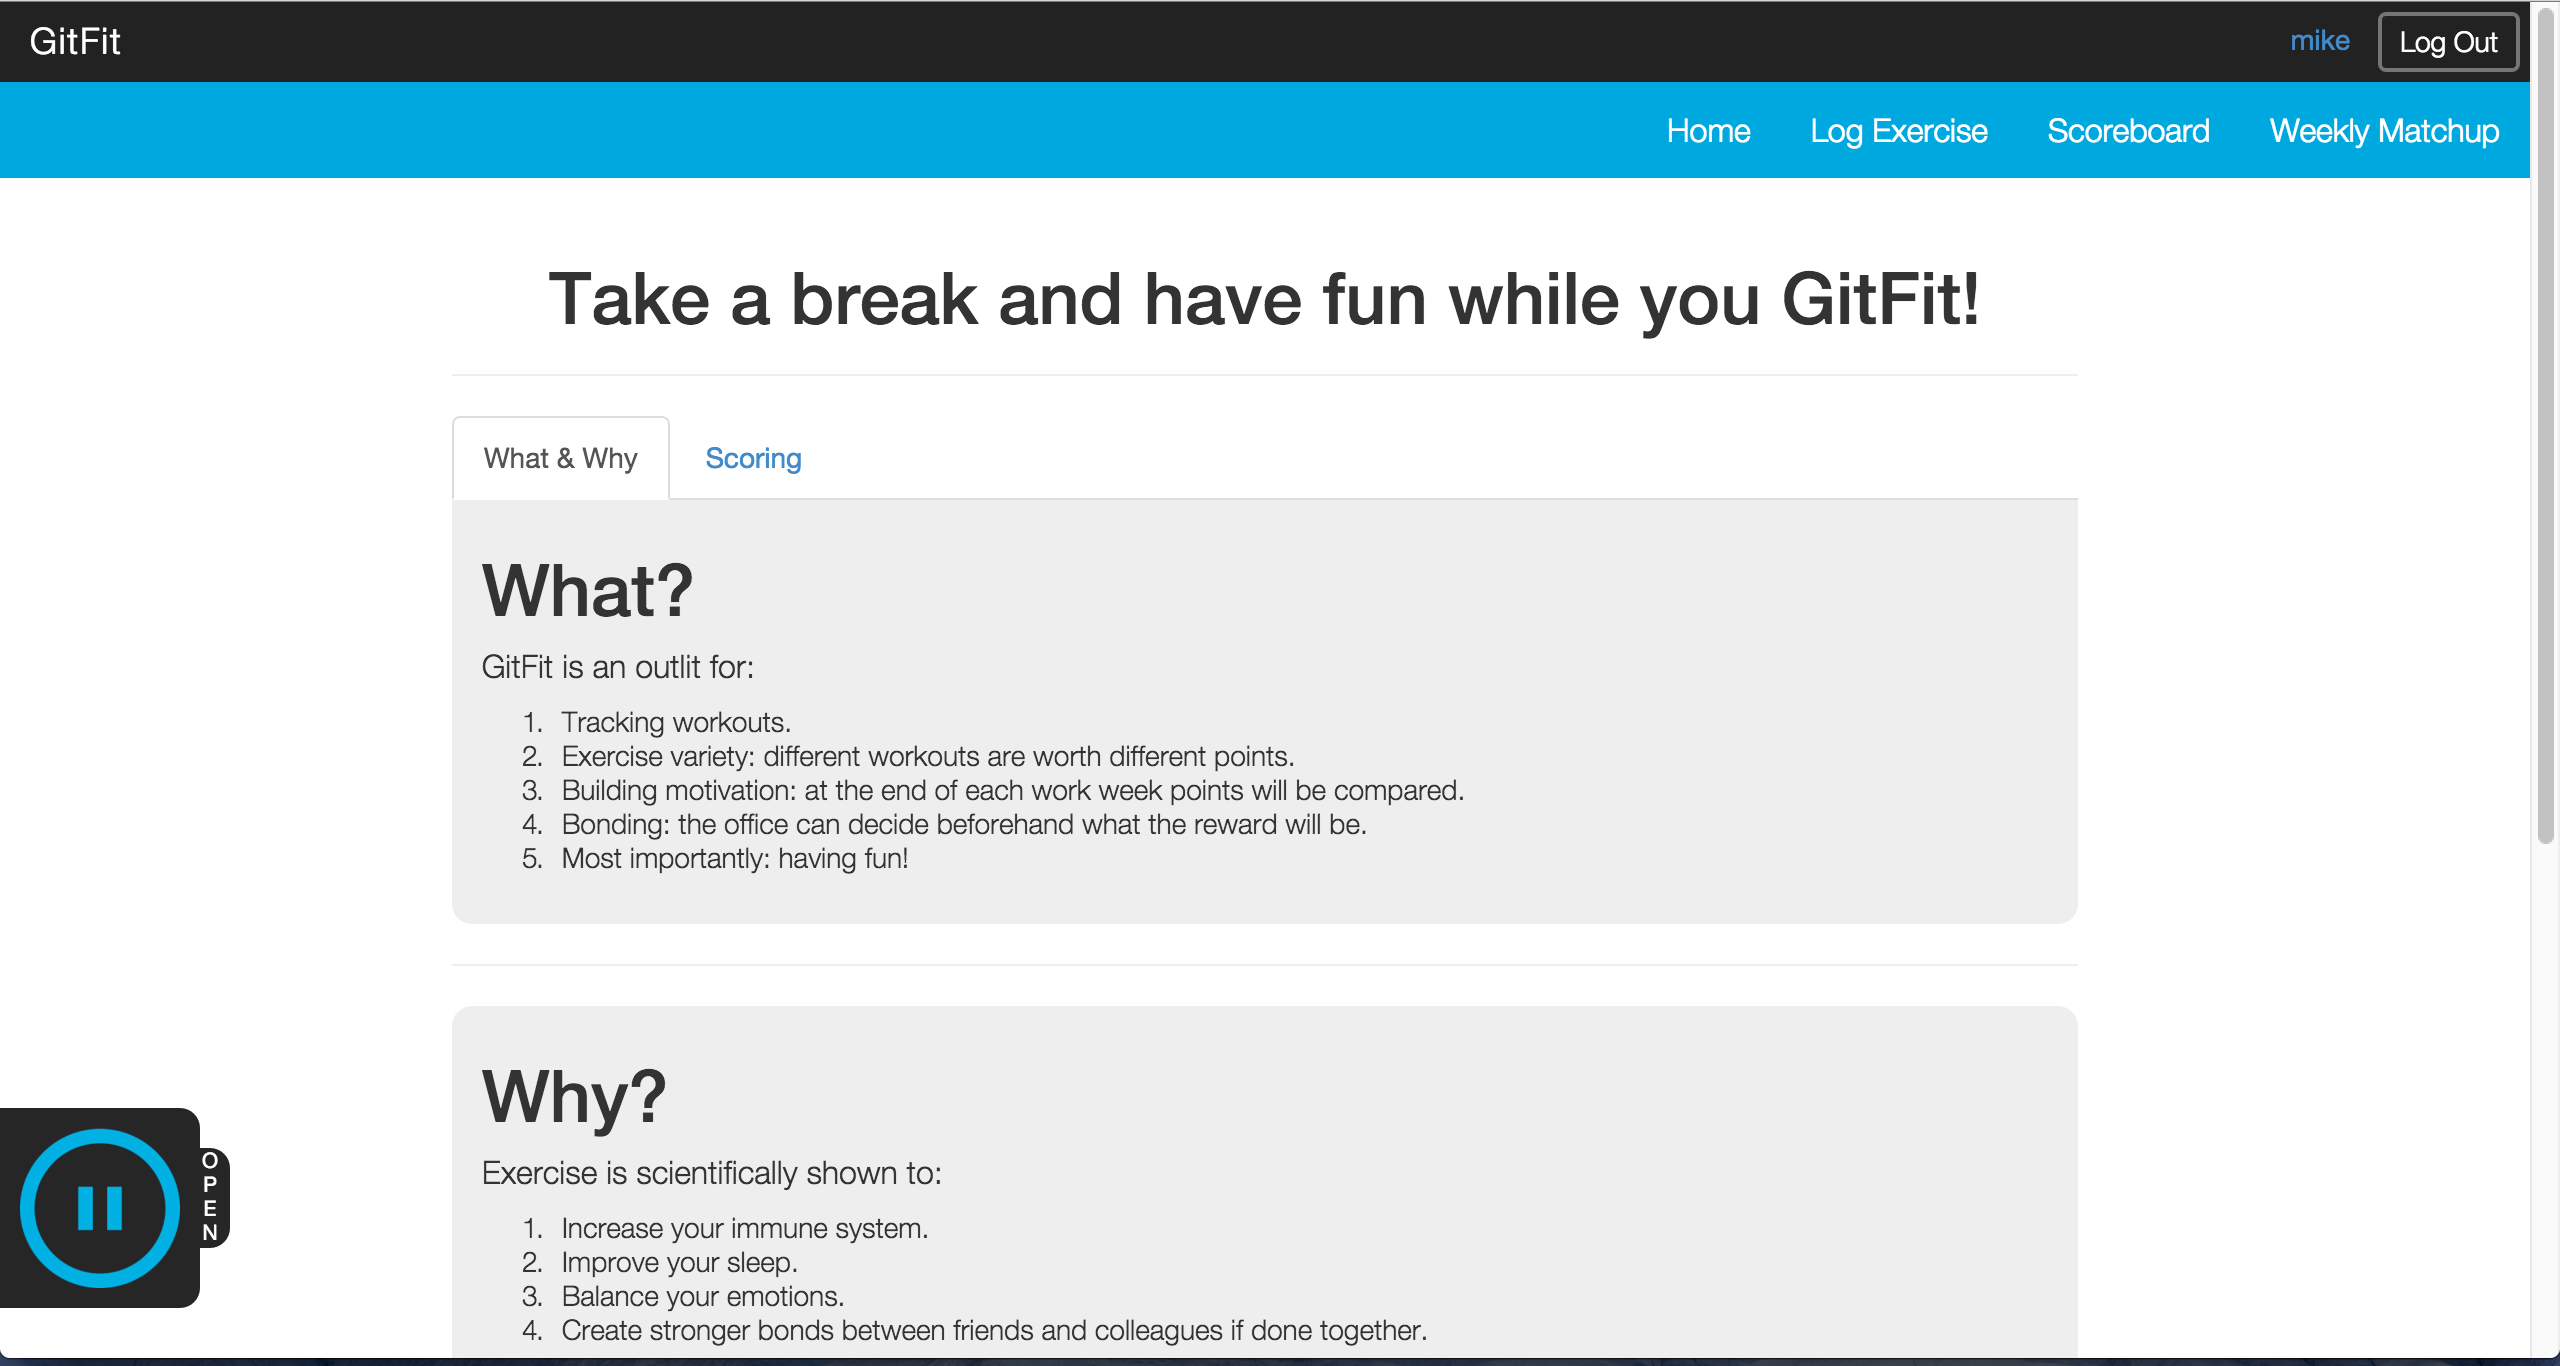 GitFit
mike
Log Out
Home
Log Exercise
Scoreboard
Weekly Matchup
Take a break and have fun while you GitFit!
What & Why
Scoring
What?
GitFit is an outlit for:
1. Tracking workouts.
2. Exercise variety: different workouts are worth different points.
3. Building motivation: at the end of each work week points will be compared.
4. Bonding: the office can decide beforehand what the reward will be.
5. Most importantly: having fun!
Why?
Exercise is scientifically shown to:
1. Increase your immune system.
2. Improve your sleep.
3. Balance your emotions.
4. Create stronger bonds between friends and colleagues if done together.
OPEN